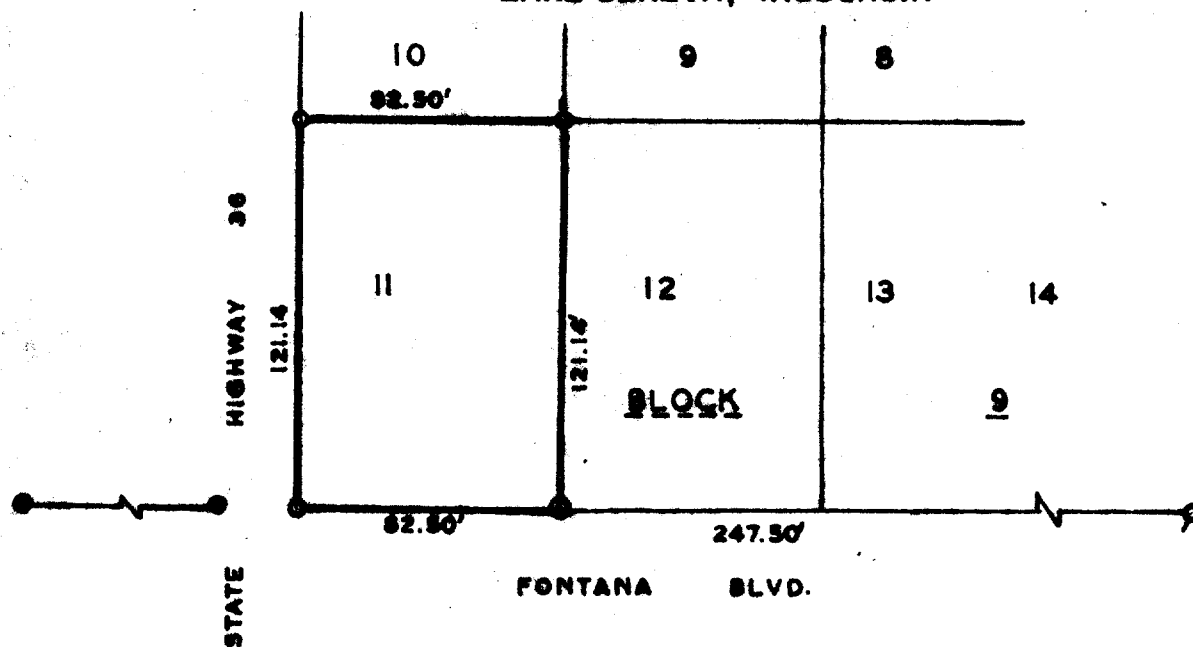 10 9 8
82.50'
HIGHWAY 36
11 12 13 14
121.14
121.14'
BLOCK 9
82.50'
247.50'
FONTANA BLVD.
STATE